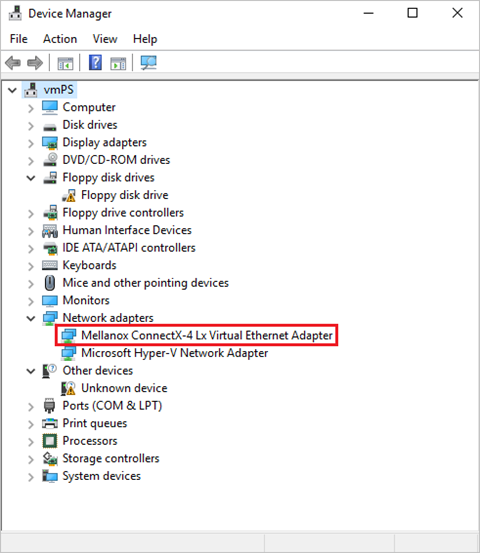 Device Manager
File Action View Help
vmPS
Computer
Disk drives
Display adapters
DVD/CD-ROM drives
Floppy disk drives
Floppy disk drive
Floppy drive controllers
Human Interface Devices
IDE ATA/ATAPI controllers
Keyboards
Mice and other pointing devices
Monitors
Network adapters
Mellanox ConnectX-4 Lx Virtual Ethernet Adapter
Microsoft Hyper-V Network Adapter
Other devices
Unknown device
Ports (COM & LPT)
Print queues
Processors
Storage controllers
System devices